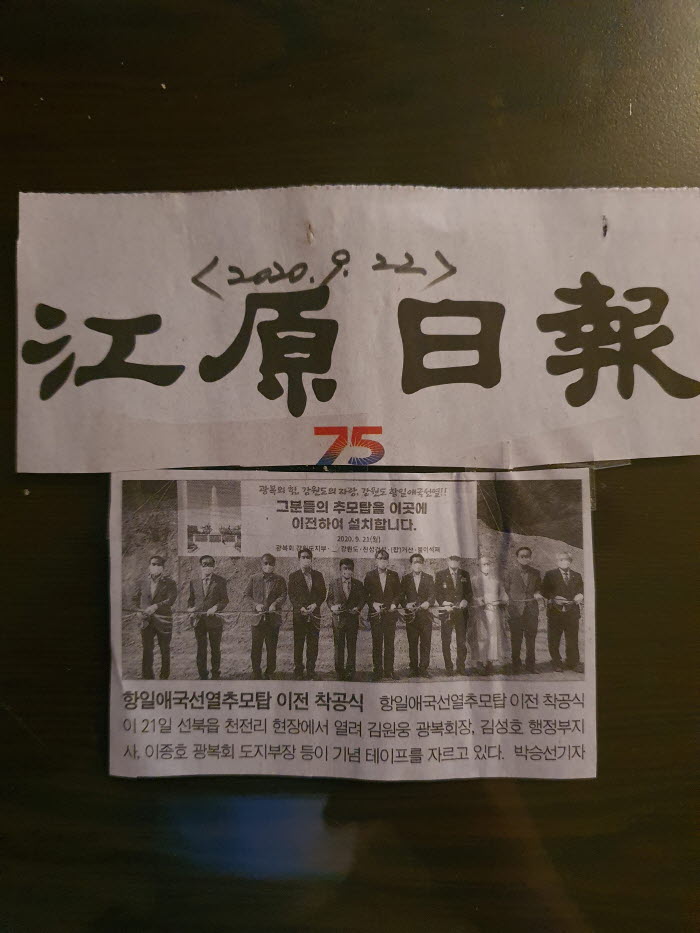 <2020. 9. 22>
江原日報
75
광복의 힘, 강원도의 자랑, 강원도 항일애국선열!!
그분들의 추모탑을 이곳에
이전하여 설치합니다.
2020. 9. 21(월)
광복회 강원도지부·
항일애국선열추모탑 이전 착공식 항일애국선열추모탑 이전 착공식
이 21일 선북읍 천전리 현장에서 열려 김원웅 광복회장, 김성호 행정부지
사, 이종호 광복회 도지부장 등이 기념 테이프를 자르고 있다. 박승선기자